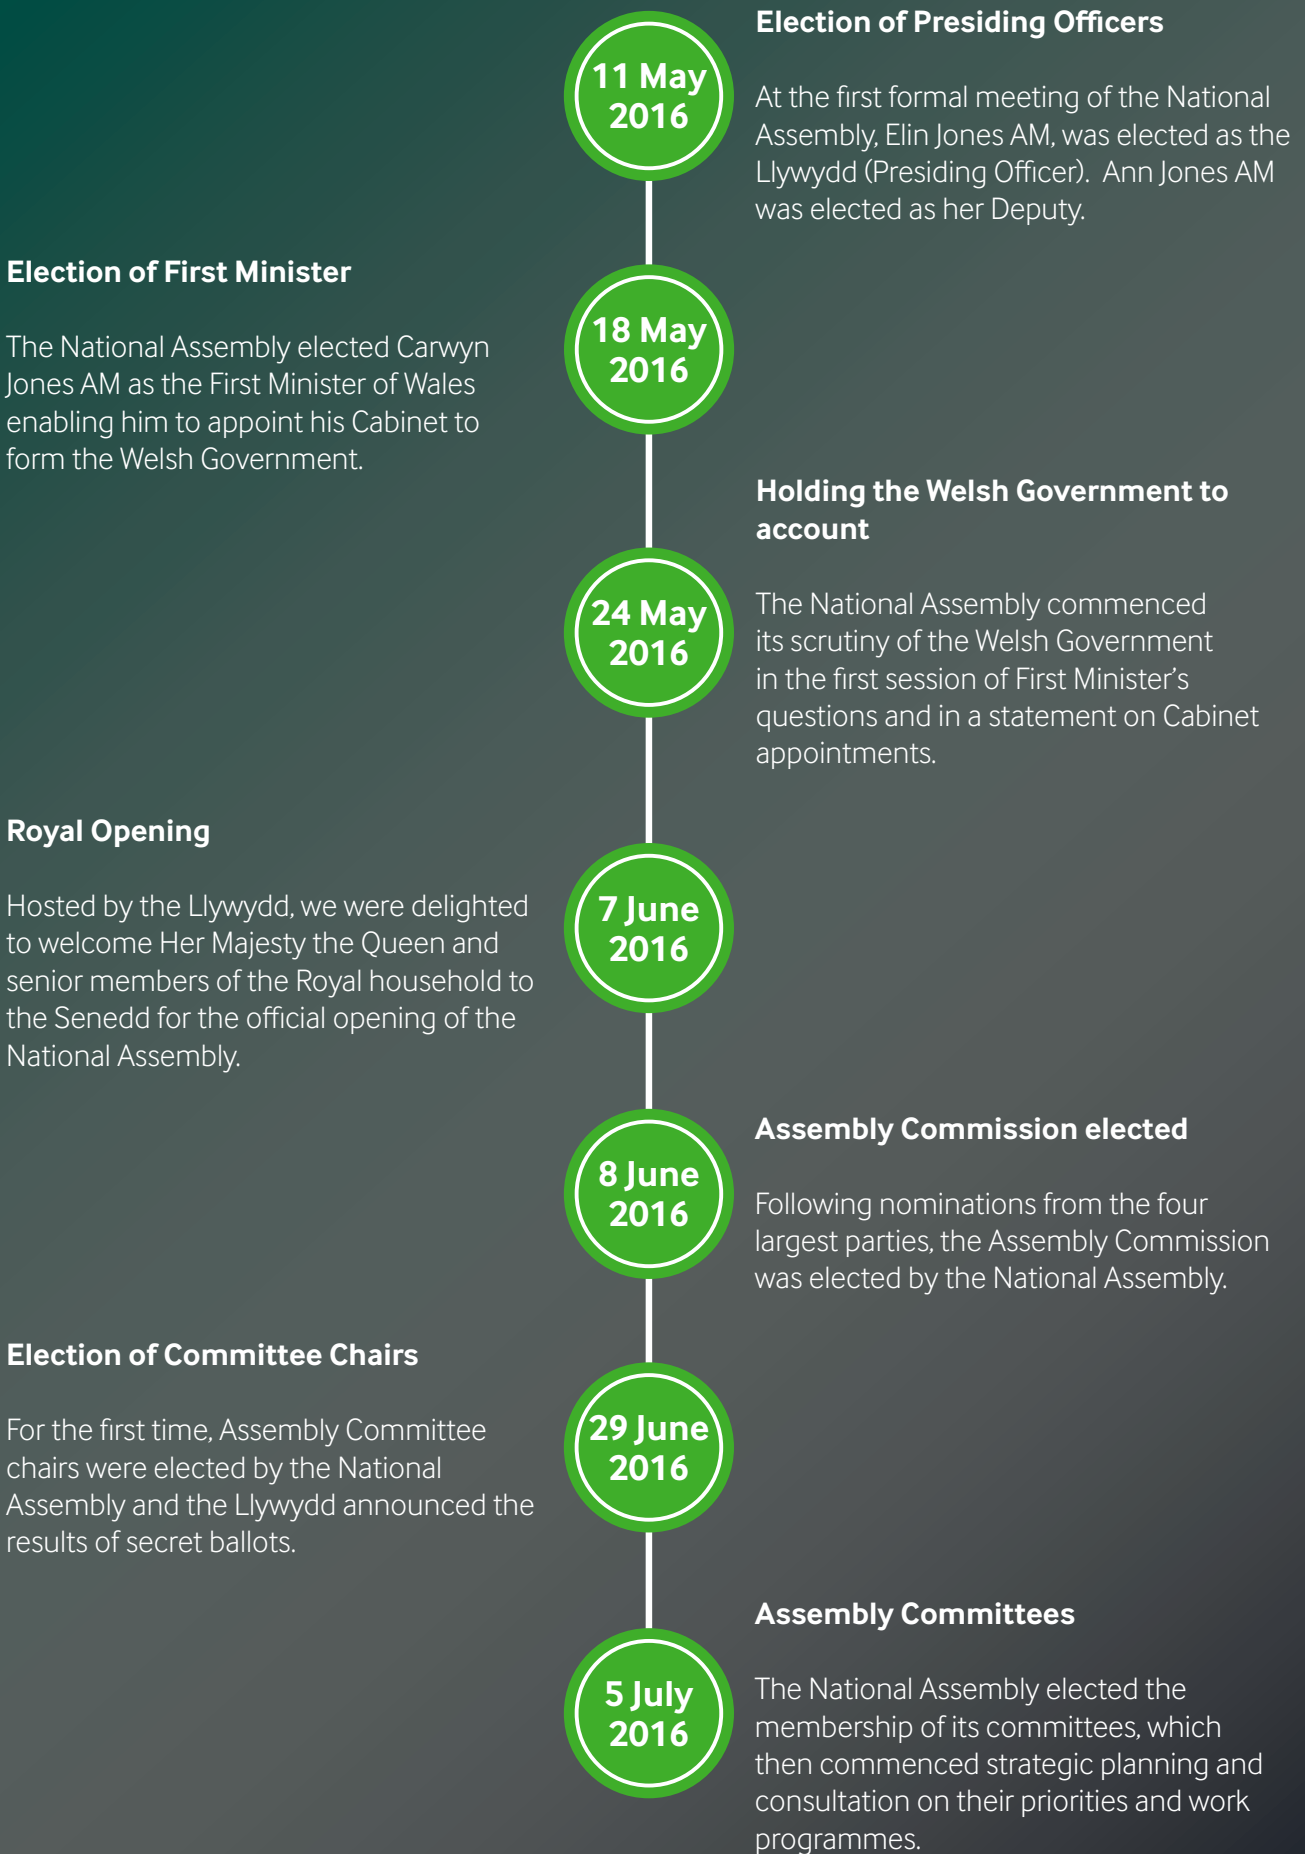 Election of Presiding Officers
11 May
2016
At the first formal meeting of the National
Assembly, Elin Jones AM, was elected as the
Llywydd (Presiding Officer).  Ann Jones AM
was elected as her Deputy.
Election of First Minister
18 May
2016
The National Assembly elected Carwyn
Jones AM as the First Minister of Wales
enabling him to appoint his Cabinet to
form the Welsh Government.
Holding the Welsh Government to
account
24 May
2016
The National Assembly commenced
its scrutiny of the Welsh Government
in the first session of First Minister’s
questions and in a statement on Cabinet
appointments.
Royal Opening
7 June
2016
Hosted by the Llywydd, we were delighted
to welcome Her Majesty the Queen and
senior members of the Royal household to
the Senedd for the official opening of the
National Assembly.
Assembly Commission elected
8 June
2016
Following nominations from the four
largest parties, the Assembly Commission
was elected by the National Assembly.
Election of Committee Chairs
29 June
2016
For the first time, Assembly Committee
chairs were elected by the National
Assembly and the Llywydd announced the
results of secret ballots.
Assembly Committees
5 July
2016
The National Assembly elected the
membership of its committees, which
then commenced strategic planning and
consultation on their priorities and work
programmes.